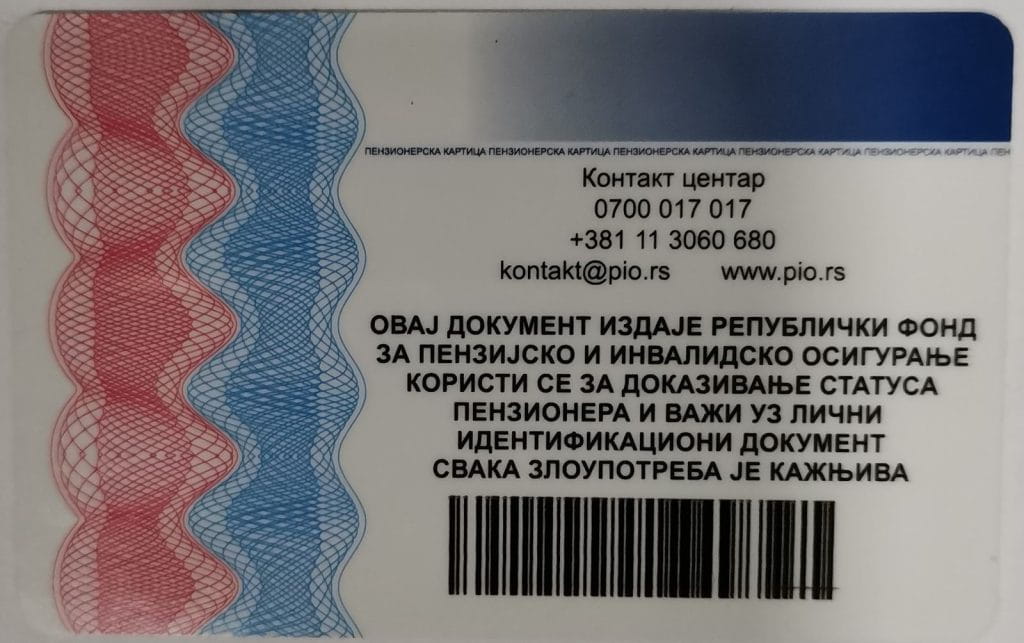 ПЕНЗИОНЕРСКА КАРТИЦА ПЕНЗИОНЕРСКА КАРТИЦА ПЕНЗИОНЕРСКА КАРТИЦА ПЕНЗИОНЕРСКА КАРТИЦА ПЕНЗИОНЕРСКА КАРТИЦА ПЕН
Контакт центар
0700 017 017
+381 11 3060 680
kontakt@pio.rs www.pio.rs
ОВАЈ ДОКУМЕНТ ИЗДАЈЕ РЕПУБЛИЧКИ ФОНД
ЗА ПЕНЗИЈСКО И ИНВАЛИДСКО ОСИГУРАЊЕ
КОРИСТИ СЕ ЗА ДОКАЗИВАЊЕ СТАТУСА
ПЕНЗИОНЕРА И ВАЖИ УЗ ЛИЧНИ
ИДЕНТИФИКАЦИОНИ ДОКУМЕНТ
СВАКА ЗЛОУПОТРЕБА ЈЕ КАЖЊИВА